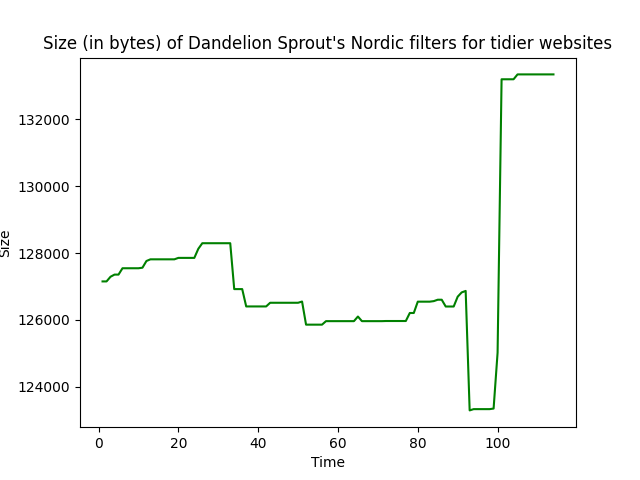 Size (in bytes) of Dandelion Sprout's Nordic filters for tidier websites
132000
130000
128000
126000
124000
Size
0 20 40 60 80 100
Time